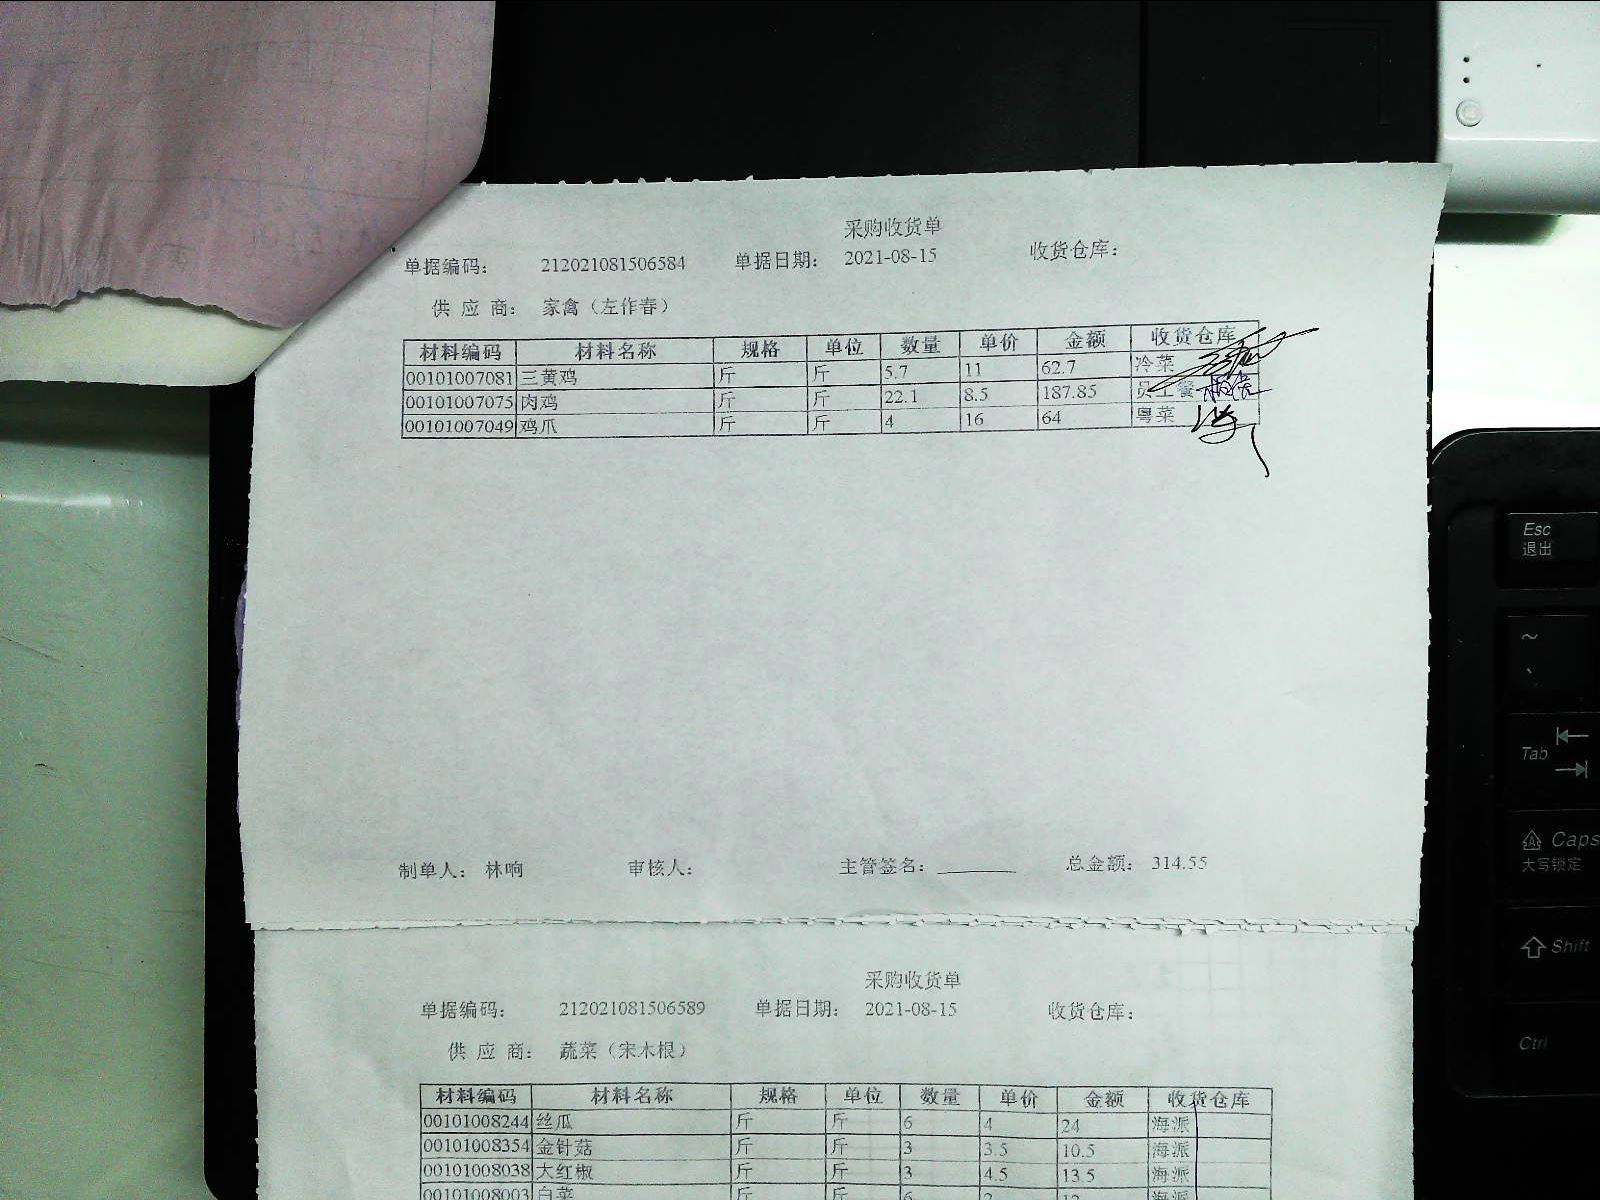 采购收货单
单据编码： 212021081506584 单据日期： 2021-08-15 收货仓库：
供 应 商： 家禽（左作春）
材料编码 材料名称 规格 单位 数量 单价 金额 收货仓库
00101007081 三黄鸡 斤 斤 5.7 11 62.7 冷菜
00101007075 肉鸡 斤 斤 22.1 8.5 187.85 员工餐
00101007049 鸡爪 斤 斤 4 16 64 粤菜
制单人： 林响 审核人： 主管签名： 总金额： 314.55
采购收货单
单据编码： 212021081506589 单据日期： 2021-08-15 收货仓库：
供 应 商： 蔬菜（宋木根）
材料编码 材料名称 规格 单位 数量 单价 金额 收货仓库
00101008244 丝瓜 斤 斤 6 4 24 海派
00101008354 金针菇 斤 斤 3 3.5 10.5 海派
00101008038 大红椒 斤 斤 3 4.5 13.5 海派
00101008003 白菜 斤 斤 6 2 12 海派
Esc
退出
~
Tab
Caps
大写锁定
Shift
Ctrl